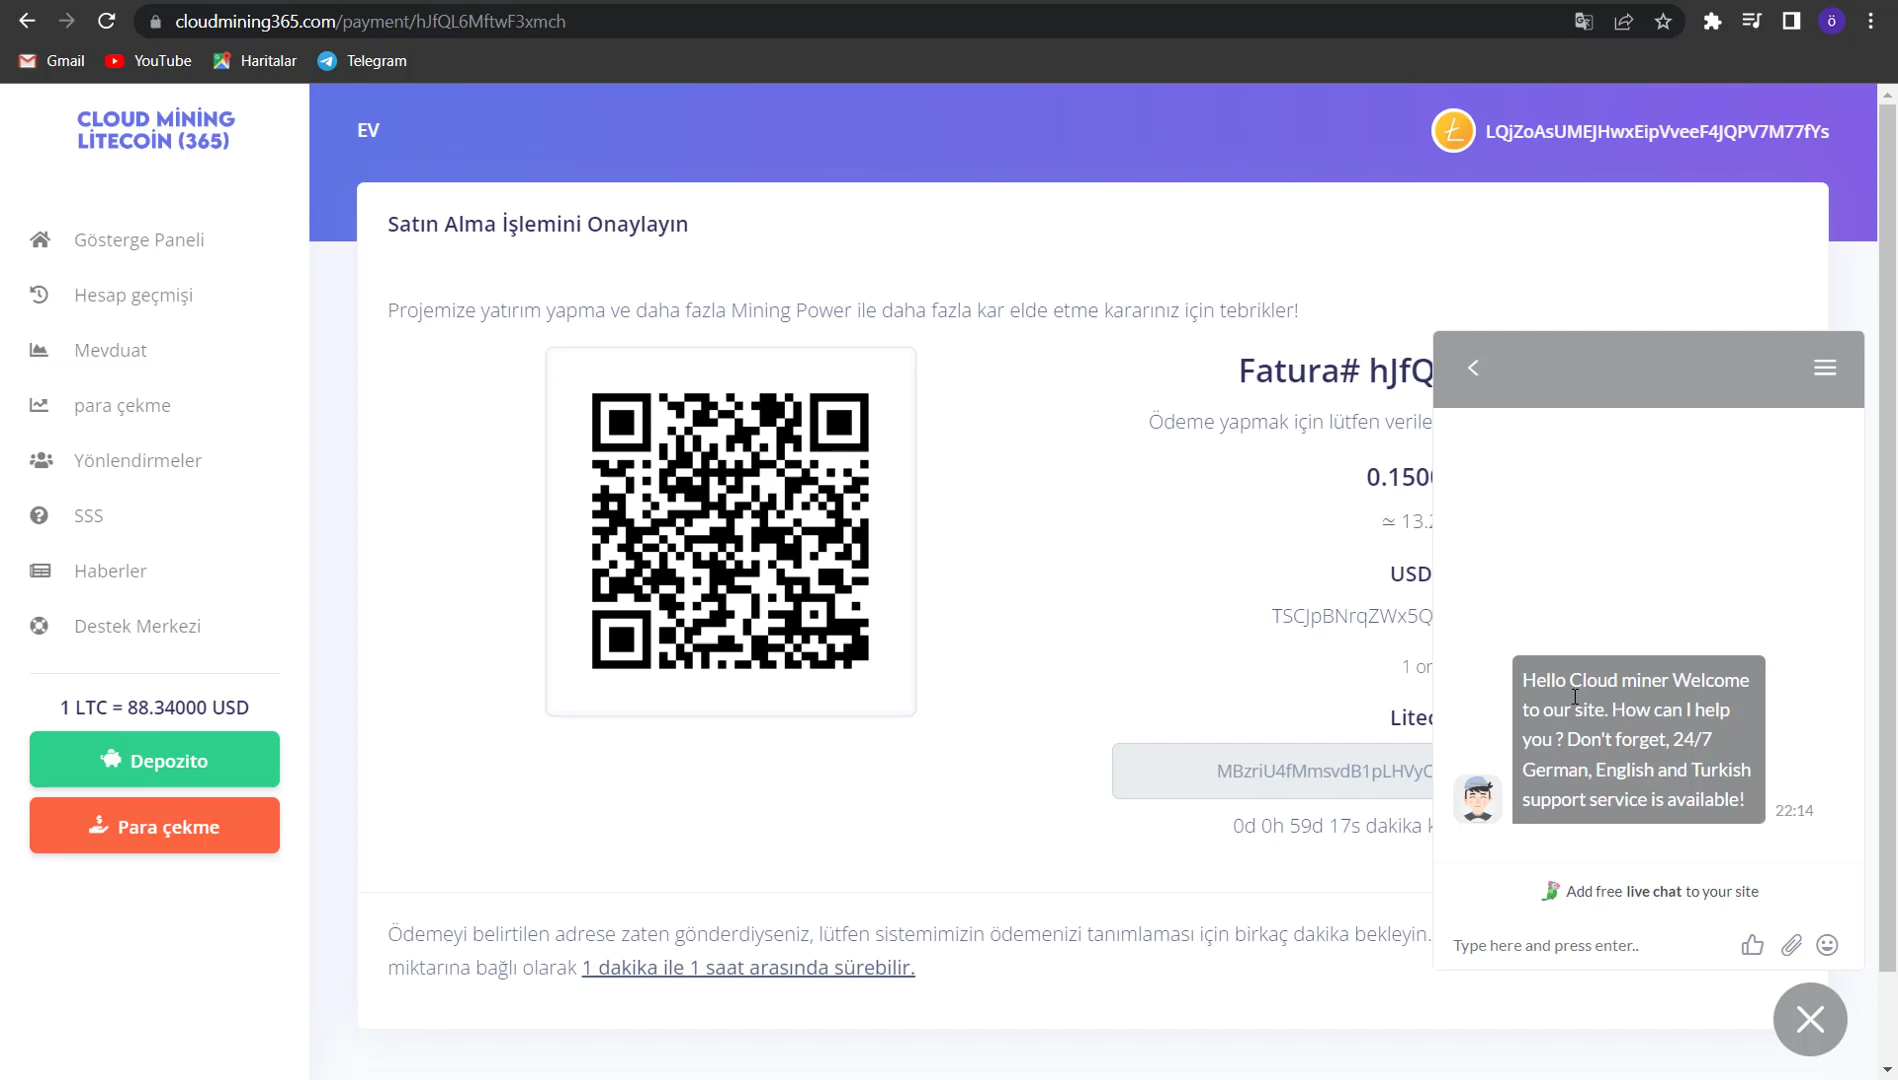 cloudmining365.com/payment/hJfQL6MftwF3xmch
ö
Gmail
YouTube
Haritalar
Telegram
CLOUD MİNİNG
LİTECOİN (365)
EV
LQjZoAsUMEJHwxEipVveeF4JQPV7M77fYs
Gösterge Paneli
Hesap geçmişi
Mevduat
para çekme
Yönlendirmeler
SSS
Haberler
Destek Merkezi
1 LTC = 88.34000 USD
Depozito
Para çekme
Satın Alma İşlemini Onaylayın
Projemize yatırım yapma ve daha fazla Mining Power ile daha fazla kar elde etme kararınız için tebrikler!
Fatura# hJfQ
Ödeme yapmak için lütfen verile
0.1500
≃ 13.2
USD
TSCJpBNrqZWx5Q
1 or
Litec
MBzriU4fMmsvdB1pLHVyC
0d 0h 59d 17s dakika k
Ödemeyi belirtilen adrese zaten gönderdiyseniz, lütfen sistemimizin ödemenizi tanımlaması için birkaç dakika bekleyin.
miktarına bağlı olarak 1 dakika ile 1 saat arasında sürebilir.
Hello Cloud miner Welcome
to our site. How can I help
you ? Don't forget, 24/7
German, English and Turkish
support service is available!
22:14
Add free live chat to your site
Type here and press enter..